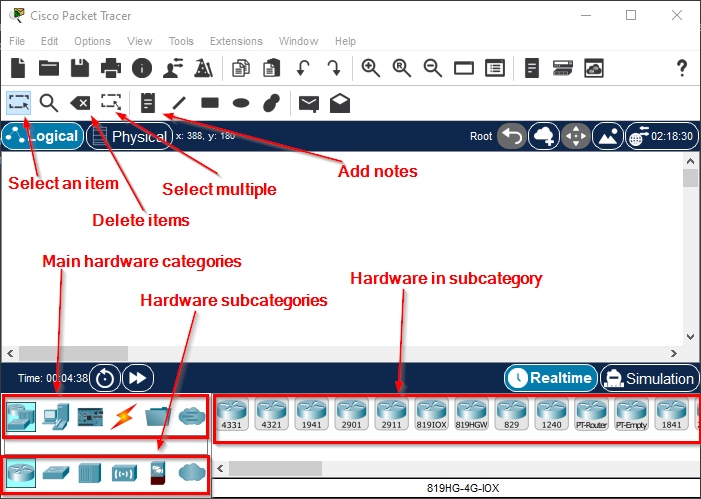 Cisco Packet Tracer
File Edit Options View Tools Extensions Window Help
?
Logical Physical x: 388, y: 180 Root 02:18:30
Add notes
Select an item
Select multiple
Delete items
Main hardware categories
Hardware in subcategory
Hardware subcategories
Time: 00:04:38 Realtime Simulation
4331 4321 1941 2901 2911 819IOX 819HGW 829 1240 PT-Router PT-Empty 1841
819HG-4G-IOX